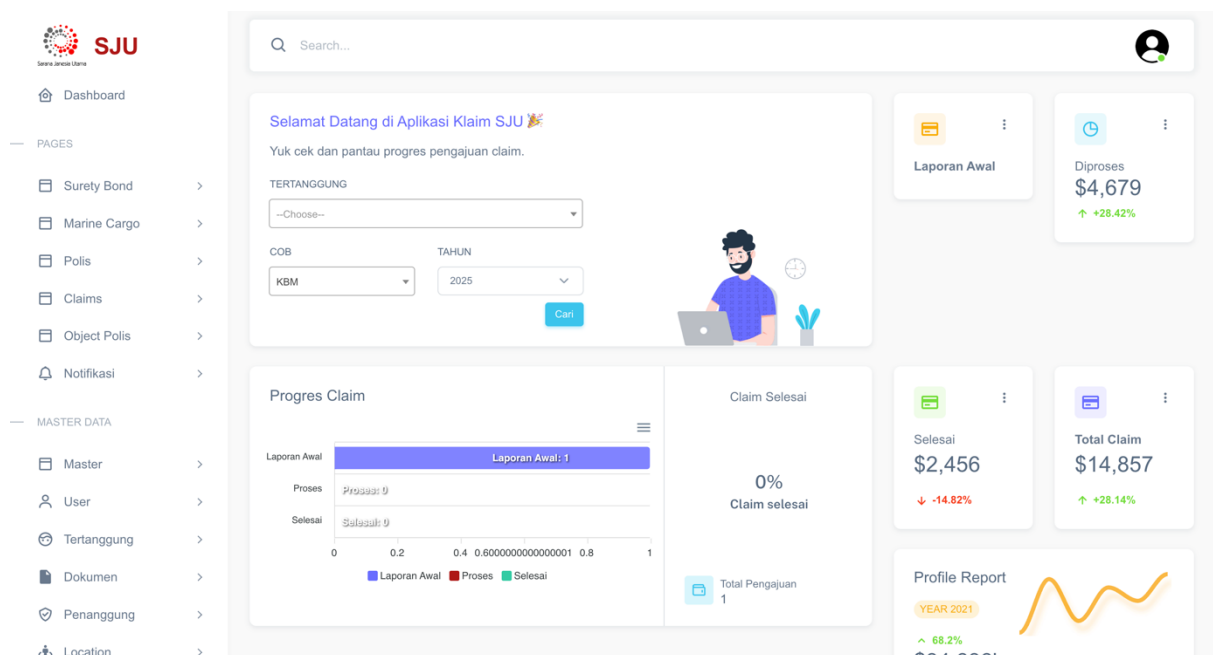 SJU
Sarana Janesia Utama
Dashboard
PAGES
Surety Bond
Marine Cargo
Polis
Claims
Object Polis
Notifikasi
MASTER DATA
Master
User
Tertanggung
Dokumen
Penanggung
Location
Search...
Selamat Datang di Aplikasi Klaim SJU
Yuk cek dan pantau progres pengajuan claim.
TERTANGGUNG
--Choose--
COB
TAHUN
KBM
2025
Cari
Laporan Awal
Diproses
$4,679
+28.42%
Progres Claim
Laporan Awal
Laporan Awal: 1
Proses
Proses: 0
Selesai
Selesai: 0
0 0.2 0.4 0.6000000000000001 0.8 1
Laporan Awal Proses Selesai
Claim Selesai
0%
Claim selesai
Total Pengajuan
1
Selesai
$2,456
-14.82%
Total Claim
$14,857
+28.14%
Profile Report
YEAR 2021
68.2%